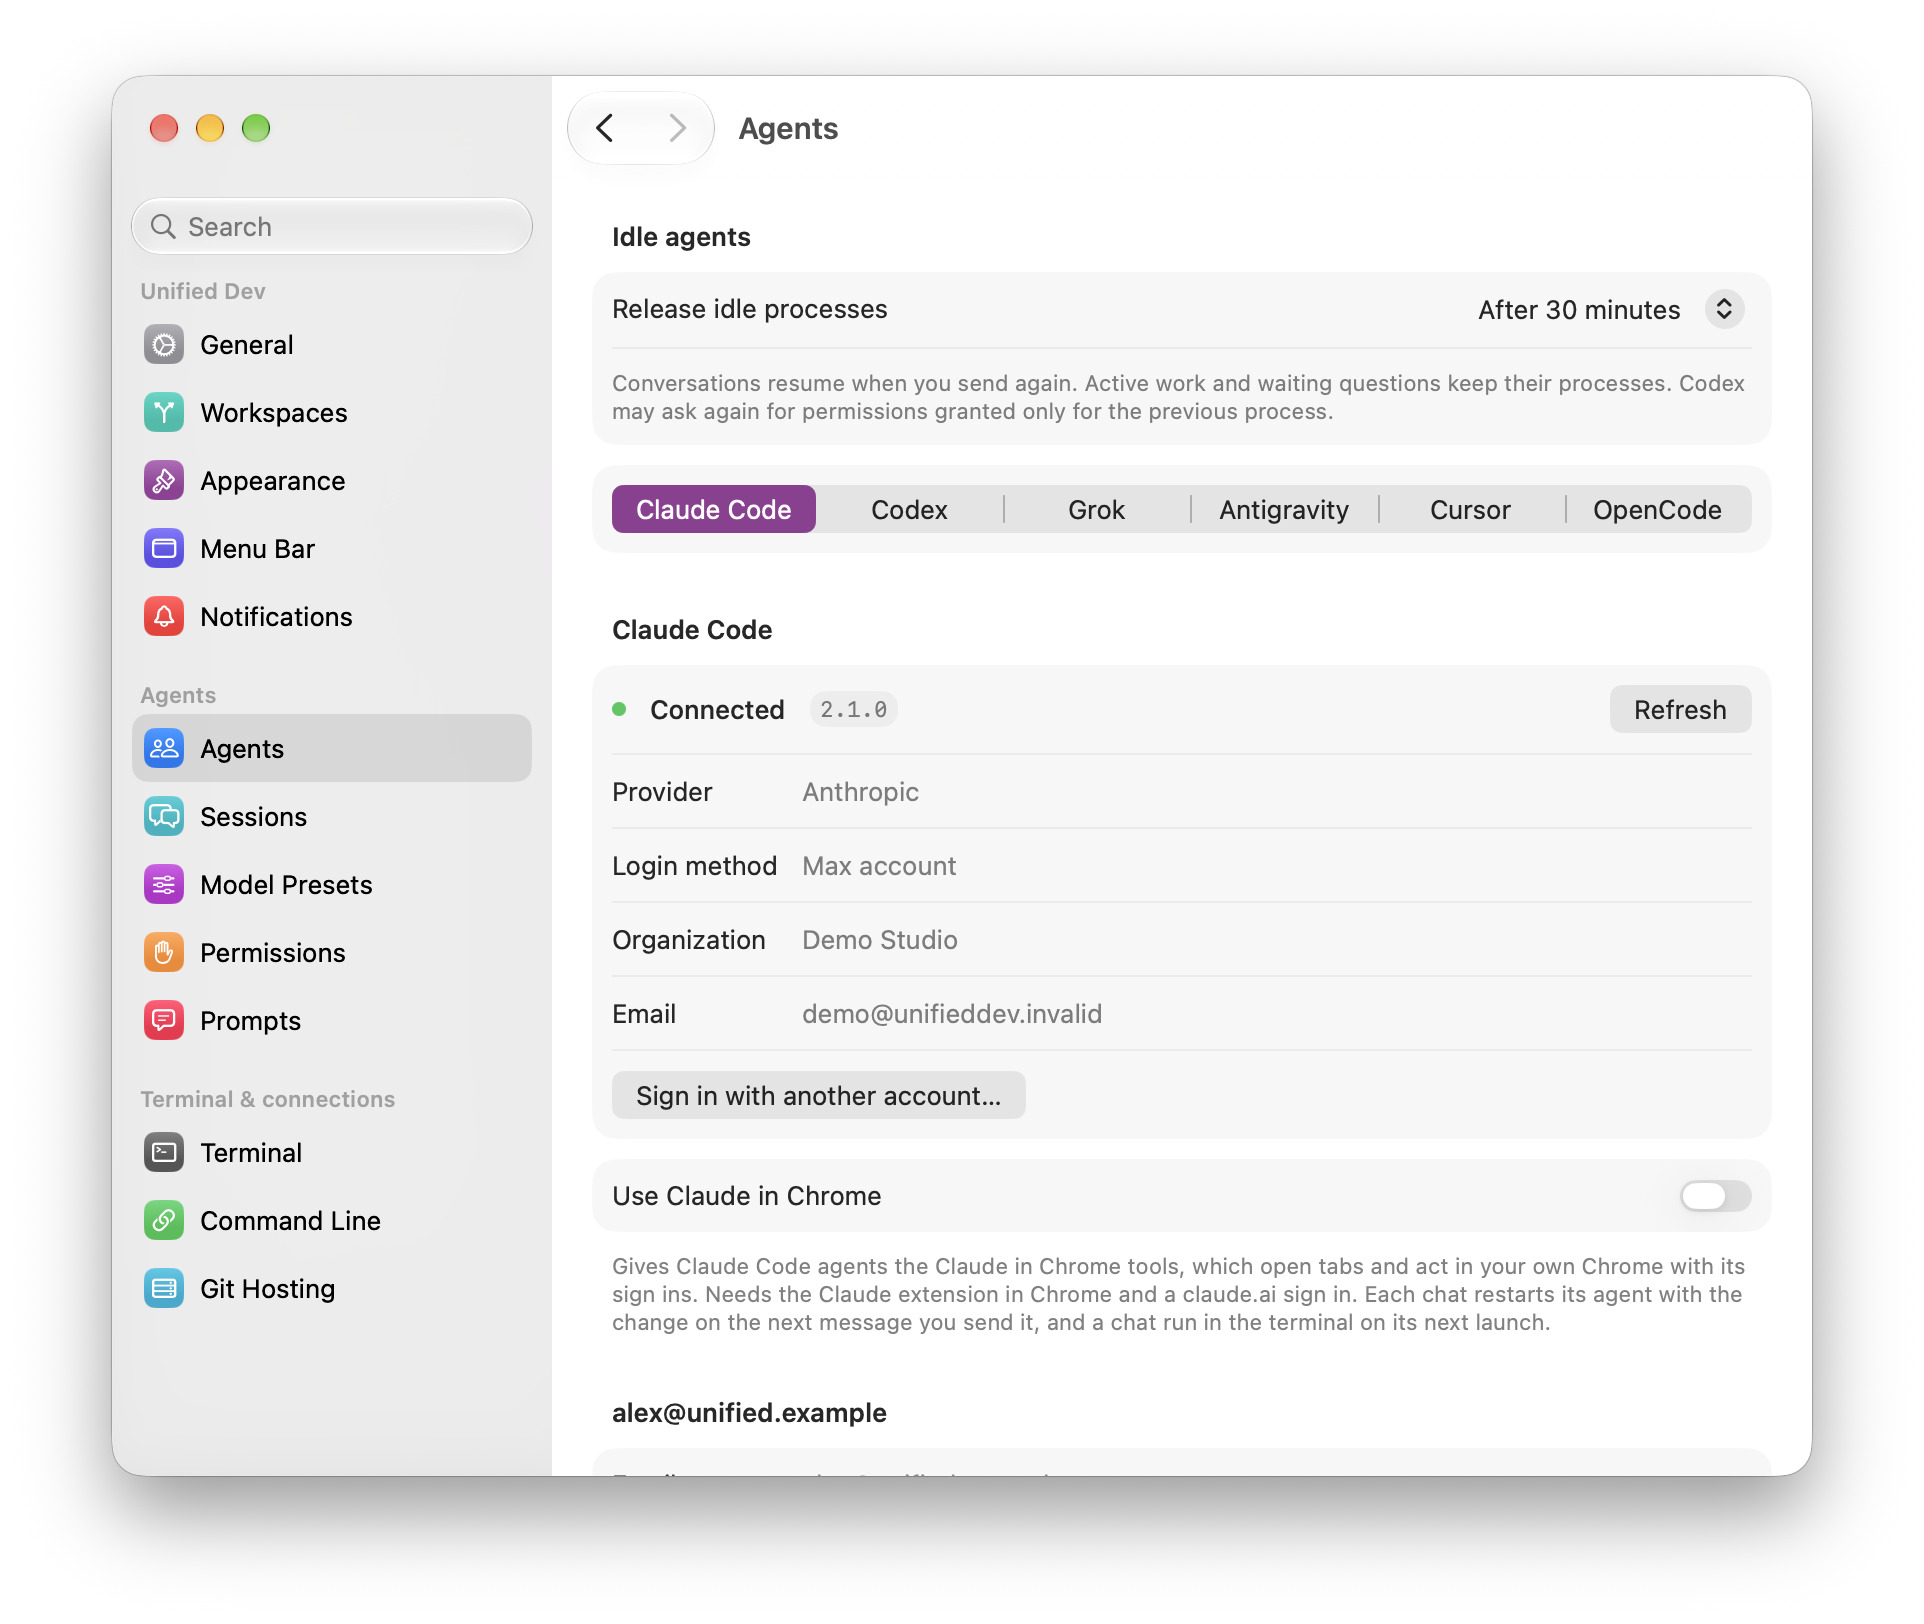 Agents
Search
Unified Dev
General
Workspaces
Appearance
Menu Bar
Notifications
Agents
Agents
Sessions
Model Presets
Permissions
Prompts
Terminal & connections
Terminal
Command Line
Git Hosting
Idle agents
Release idle processes After 30 minutes
Conversations resume when you send again. Active work and waiting questions keep their processes. Codex
may ask again for permissions granted only for the previous process.
Claude Code Codex Grok Antigravity Cursor OpenCode
Claude Code
Connected 2.1.0 Refresh
Provider Anthropic
Login method Max account
Organization Demo Studio
Email demo@unifieddev.invalid
Sign in with another account...
Use Claude in Chrome
Gives Claude Code agents the Claude in Chrome tools, which open tabs and act in your own Chrome with its
sign ins. Needs the Claude extension in Chrome and a claude.ai sign in. Each chat restarts its agent with the
change on the next message you send it, and a chat run in the terminal on its next launch.
alex@unified.example